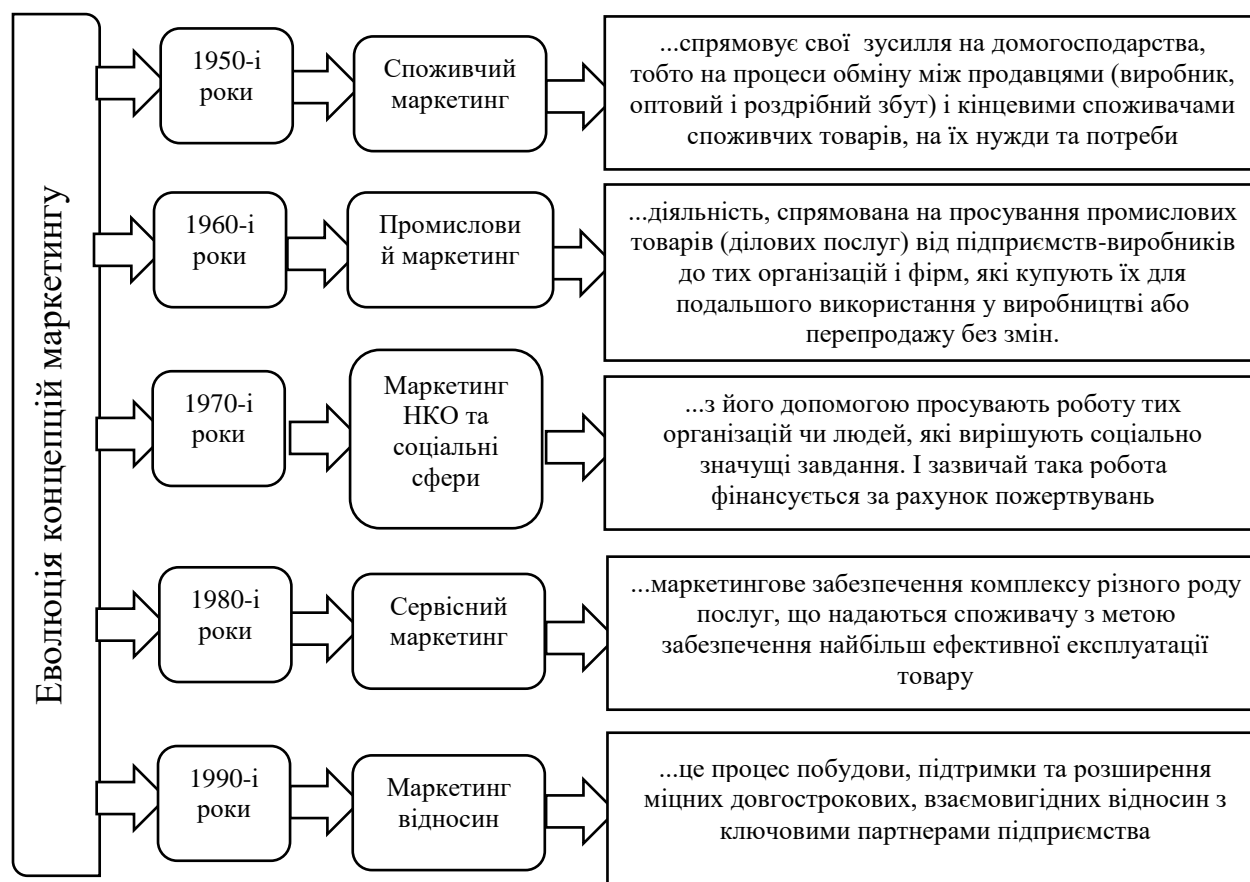 Еволюція концепцій маркетингу
1950-і
роки
Споживчий
маркетинг
...спрямовує свої зусилля на домогосподарства,
тобто на процеси обміну між продавцями (виробник,
оптовий і роздрібний збут) і кінцевими споживачами
споживчих товарів, на їх нужди та потреби
1960-і
роки
Промислови
й маркетинг
...діяльність, спрямована на просування промислових
товарів (ділових послуг) від підприємств-виробників
до тих організацій і фірм, які купують їх для
подальшого використання у виробництві або
перепродажу без змін.
1970-і
роки
Маркетинг
НКО та
соціальні
сфери
...з його допомогою просувають роботу тих
організацій чи людей, які вирішують соціально
значущі завдання. І зазвичай така робота
фінансується за рахунок пожертвувань
1980-і
роки
Сервісний
маркетинг
...маркетингове забезпечення комплексу різного роду
послуг, що надаються споживачу з метою
забезпечення найбільш ефективної експлуатації
товару
1990-і
роки
Маркетинг
відносин
...це процес побудови, підтримки та розширення
міцних довгострокових, взаємовигідних відносин з
ключовими партнерами підприємства